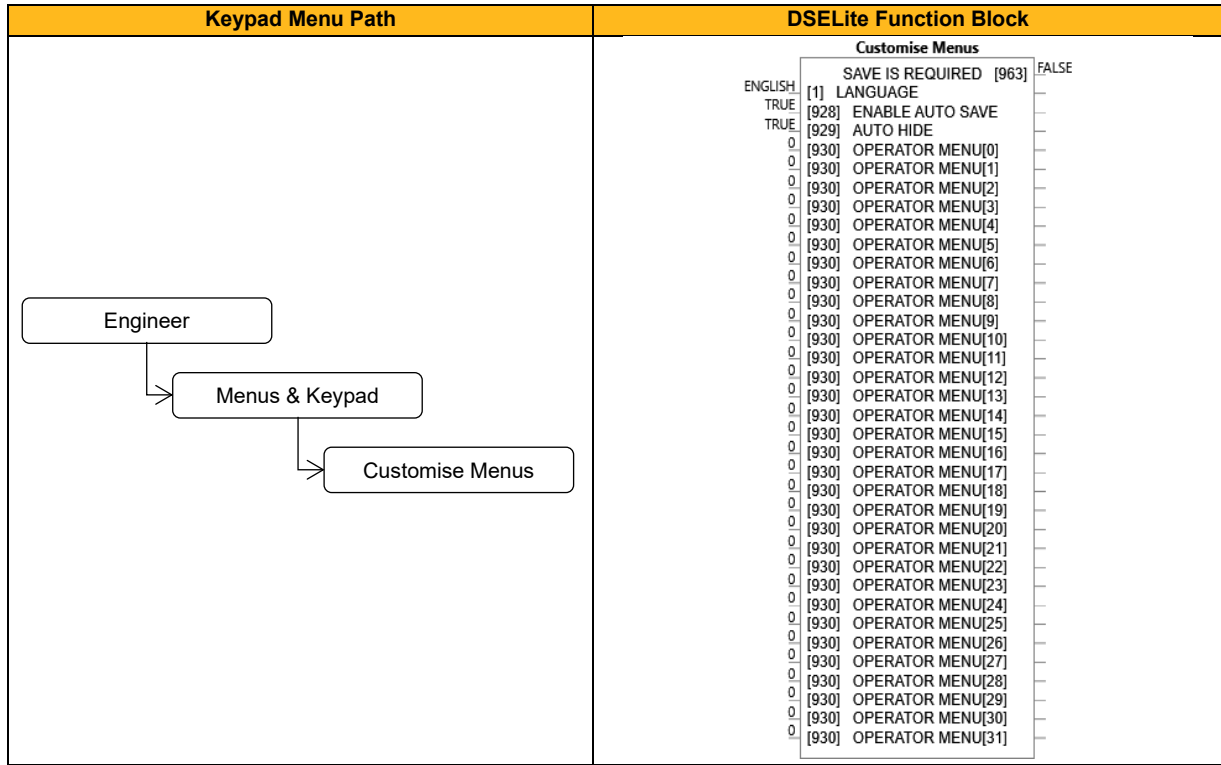 Keypad Menu Path
DSELite Function Block
Engineer
Menus & Keypad
Customise Menus
Customise Menus
SAVE IS REQUIRED [963] FALSE
ENGLISH [1] LANGUAGE
TRUE [928] ENABLE AUTO SAVE
TRUE [929] AUTO HIDE
0 [930] OPERATOR MENU[0]
0 [930] OPERATOR MENU[1]
0 [930] OPERATOR MENU[2]
0 [930] OPERATOR MENU[3]
0 [930] OPERATOR MENU[4]
0 [930] OPERATOR MENU[5]
0 [930] OPERATOR MENU[6]
0 [930] OPERATOR MENU[7]
0 [930] OPERATOR MENU[8]
0 [930] OPERATOR MENU[9]
0 [930] OPERATOR MENU[10]
0 [930] OPERATOR MENU[11]
0 [930] OPERATOR MENU[12]
0 [930] OPERATOR MENU[13]
0 [930] OPERATOR MENU[14]
0 [930] OPERATOR MENU[15]
0 [930] OPERATOR MENU[16]
0 [930] OPERATOR MENU[17]
0 [930] OPERATOR MENU[18]
0 [930] OPERATOR MENU[19]
0 [930] OPERATOR MENU[20]
0 [930] OPERATOR MENU[21]
0 [930] OPERATOR MENU[22]
0 [930] OPERATOR MENU[23]
0 [930] OPERATOR MENU[24]
0 [930] OPERATOR MENU[25]
0 [930] OPERATOR MENU[26]
0 [930] OPERATOR MENU[27]
0 [930] OPERATOR MENU[28]
0 [930] OPERATOR MENU[29]
0 [930] OPERATOR MENU[30]
0 [930] OPERATOR MENU[31]